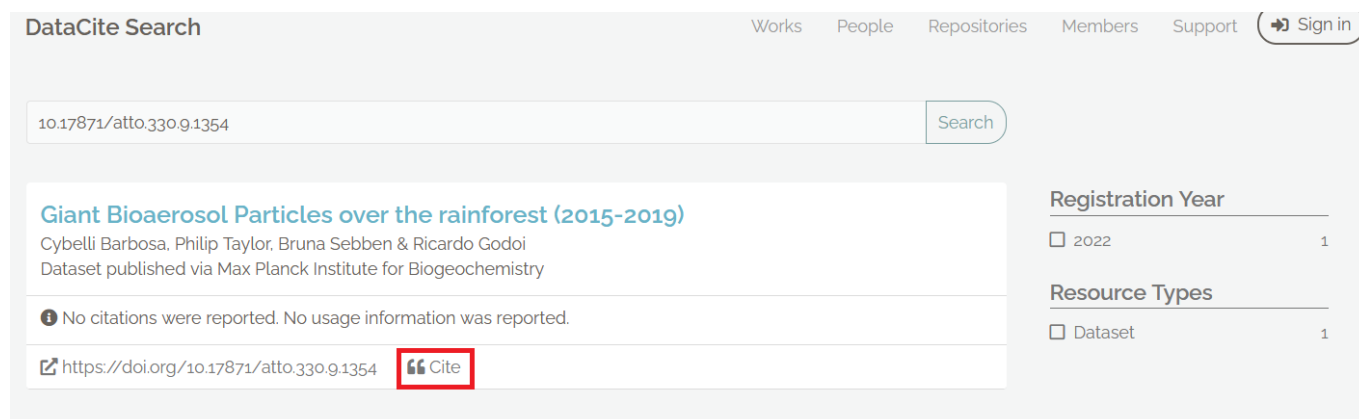 DataCite Search
Works People Repositories Members Support Sign in
10.17871/atto.330.9.1354 Search
Giant Bioaerosol Particles over the rainforest (2015-2019)
Cybelli Barbosa, Philip Taylor, Bruna Sebben & Ricardo Godoi
Dataset published via Max Planck Institute for Biogeochemistry
No citations were reported. No usage information was reported.
https://doi.org/10.17871/atto.330.9.1354 Cite
Registration Year
2022 1
Resource Types
Dataset 1